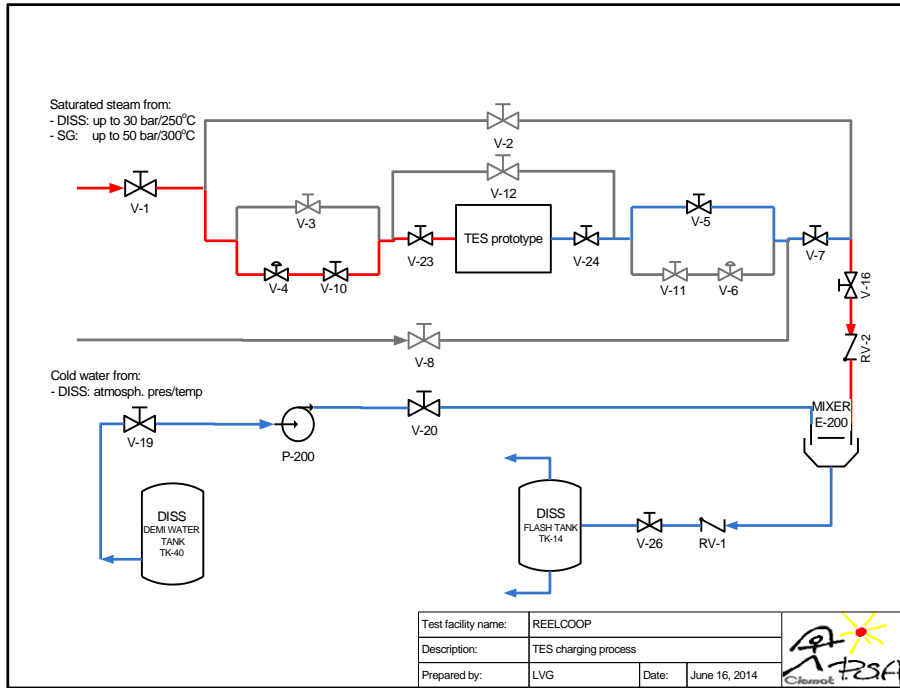 Saturated steam from:
- DISS: up to 30 bar/250°C
- SG: up to 50 bar/300°C
V-2
V-1
V-12
V-3
V-5
TES prototype
V-23
V-24
V-7
V-4
V-10
V-11
V-6
V-16
V-8
RV-2
Cold water from:
- DISS: atmosph. pres/temp
MIXER
E-200
V-19
V-20
P-200
DISS
DEMI WATER
TANK
TK-40
DISS
FLASH TANK
TK-14
V-26
RV-1
Test facility name: REELCOOP
Description: TES charging process
Prepared by: LVG Date: June 16, 2014
Ciemat P.S.A